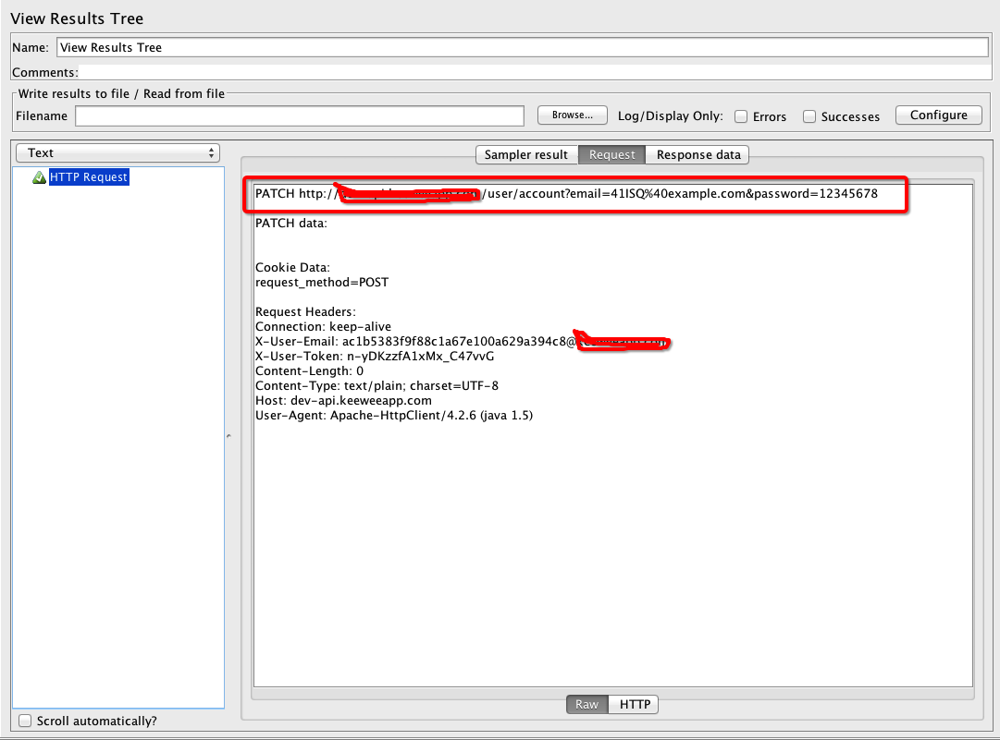 View Results Tree
Name: View Results Tree
Comments:
Write results to file / Read from file
Filename Browse... Log/Display Only: Errors Successes Configure
Text
Sampler result Request Response data
HTTP Request
PATCH http:// /user/account?email=41ISQ%40example.com&password=12345678
PATCH data:
Cookie Data:
request_method=POST
Request Headers:
Connection: keep-alive
X-User-Email: ac1b5383f9f88c1a67e100a629a394c8@
X-User-Token: n-yDKzzfA1xMx_C47vvG
Content-Length: 0
Content-Type: text/plain; charset=UTF-8
Host: dev-api.keeweeapp.com
User-Agent: Apache-HttpClient/4.2.6 (java 1.5)
Raw HTTP
Scroll automatically?